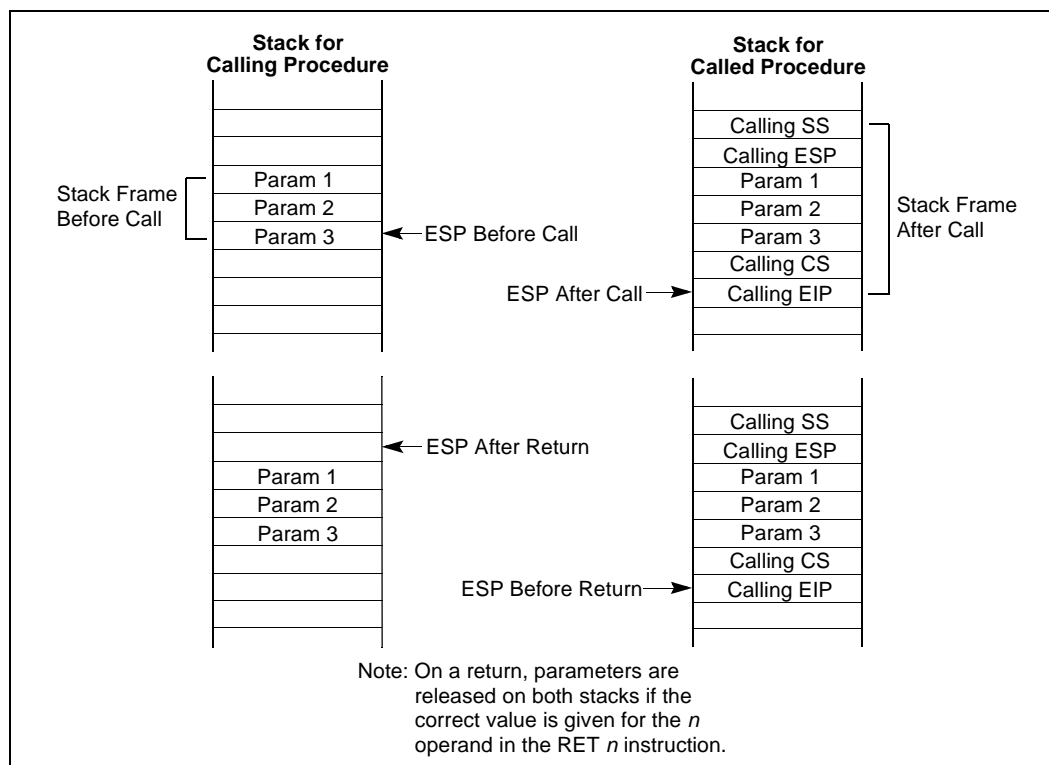 Stack for
Calling Procedure
Stack for
Called Procedure
Calling SS
Calling ESP
Param 1
Param 1
Stack Frame
Before Call
Param 2
Param 2
Stack Frame
After Call
Param 3
ESP Before Call
Param 3
Calling CS
ESP After Call
Calling EIP
Calling SS
ESP After Return
Calling ESP
Param 1
Param 1
Param 2
Param 2
Param 3
Param 3
Calling CS
ESP Before Return
Calling EIP
Note: On a return, parameters are
released on both stacks if the
correct value is given for the n
operand in the RET n instruction.